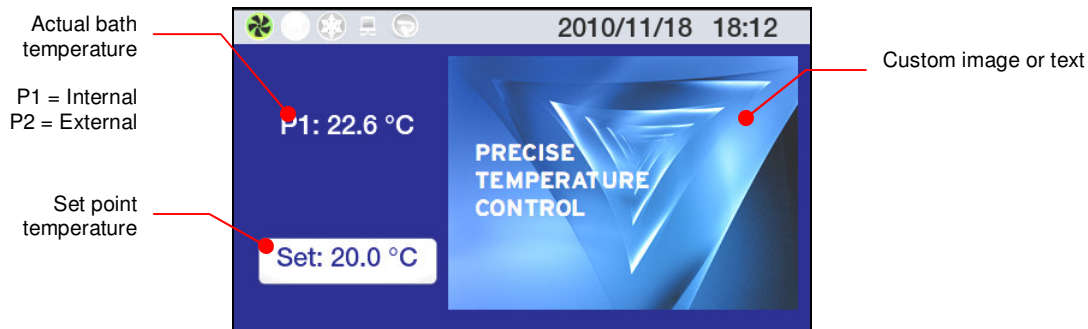 Actual bath
temperature
P1 = Internal
P2 = External
Set point
temperature
2010/11/18 18:12
P1: 22.6 °C
Set: 20.0 °C
PRECISE
TEMPERATURE
CONTROL
Custom image or text